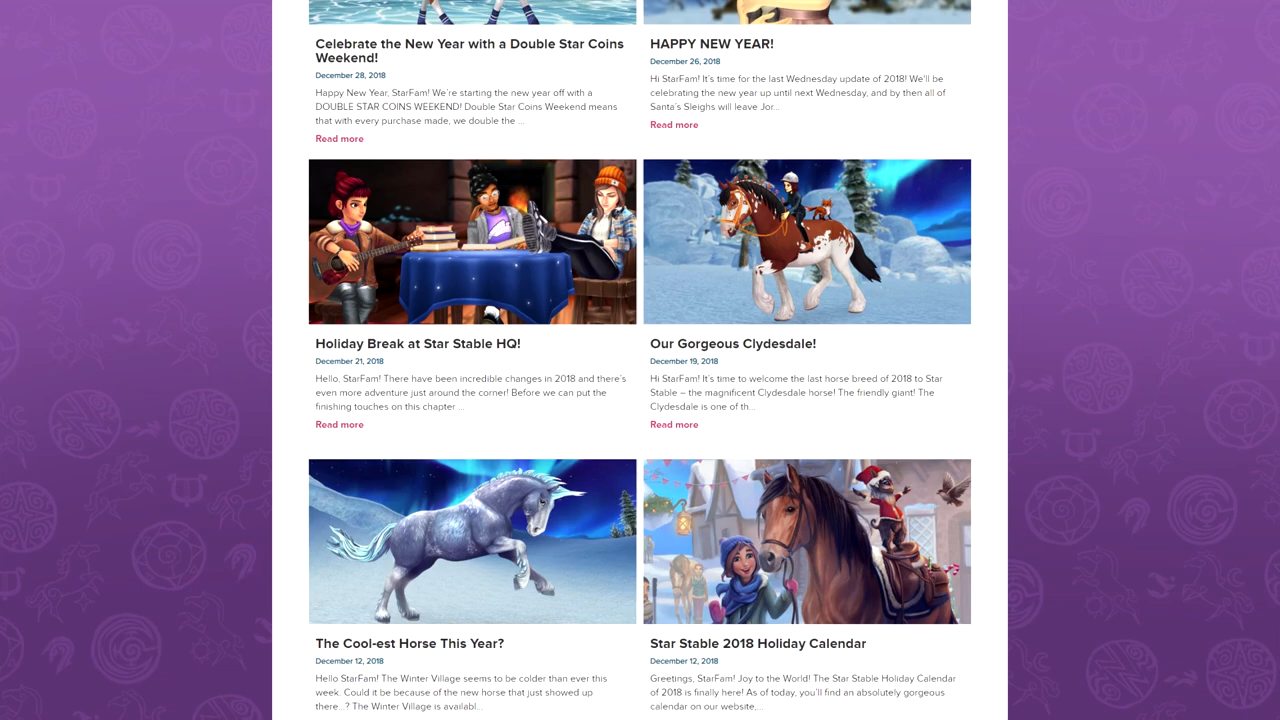 Celebrate the New Year with a Double Star Coins
Weekend!
December 28, 2018
Happy New Year, StarFam! We're starting the new year off with a
DOUBLE STAR COINS WEEKEND! Double Star Coins Weekend means
that with every purchase made, we double the ...
Read more
HAPPY NEW YEAR!
December 26, 2018
Hi StarFam! It's time for the last Wednesday update of 2018! We'll be
celebrating the new year up until next Wednesday, and by then all of
Santa's Sleighs will leave Jor...
Read more
Holiday Break at Star Stable HQ!
December 21, 2018
Hello, StarFam! There have been incredible changes in 2018 and there's
even more adventure just around the corner! Before we can put the
finishing touches on this chapter ...
Read more
Our Gorgeous Clydesdale!
December 19, 2018
Hi StarFam! It's time to welcome the last horse breed of 2018 to Star
Stable – the magnificent Clydesdale horse! The friendly giant! The
Clydesdale is one of th...
Read more
The Cool-est Horse This Year?
December 12, 2018
Hello StarFam! The Winter Village seems to be colder than ever this
week. Could it be because of the new horse that just showed up
there...? The Winter Village is availabl...
Star Stable 2018 Holiday Calendar
December 12, 2018
Greetings, StarFam! Joy to the World! The Star Stable Holiday Calendar
of 2018 is finally here! As of today, you'll find an absolutely gorgeous
calendar on our website,...